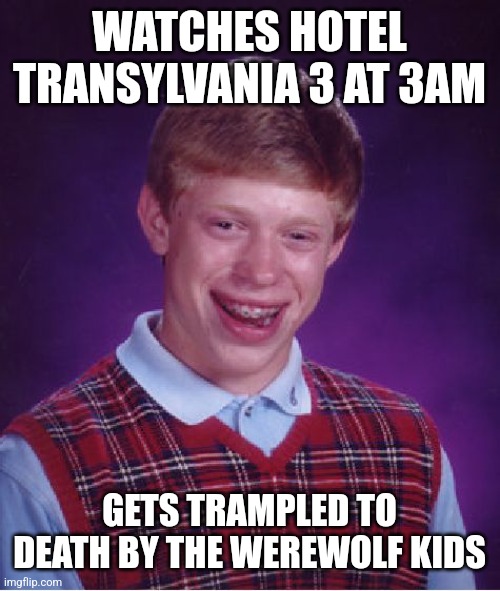 WATCHES HOTEL
TRANSYLVANIA 3 AT 3AM
GETS TRAMPLED TO
DEATH BY THE WEREWOLF KIDS
imgflip.com